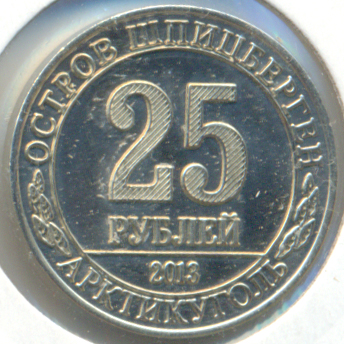 ОСТРОВ ШПИЦБЕРГЕН
25
РУБЛЕЙ
2013
АРКТИКУГОЛЬ